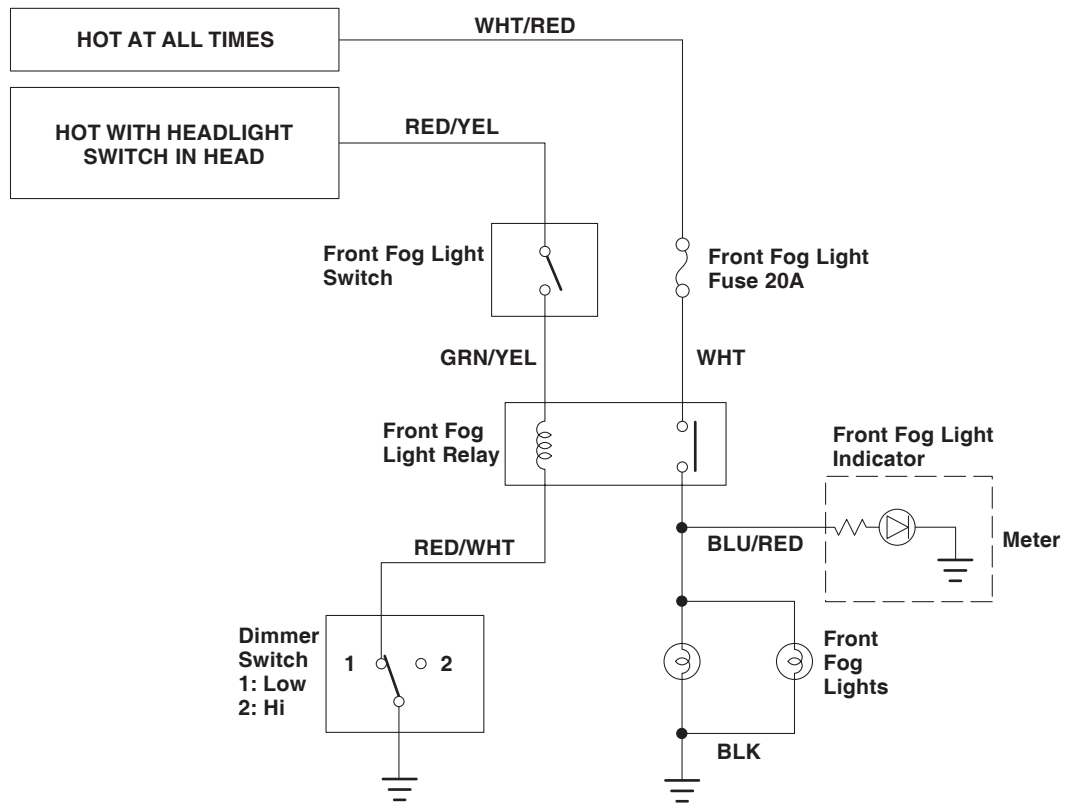 HOT AT ALL TIMES
WHT/RED
HOT WITH HEADLIGHT
SWITCH IN HEAD
RED/YEL
Front Fog Light
Switch
Front Fog Light
Fuse 20A
GRN/YEL
WHT
Front Fog
Light Relay
Front Fog Light
Indicator
RED/WHT
BLU/RED
Meter
Dimmer
Switch
1: Low
2: Hi
1
2
Front
Fog
Lights
BLK